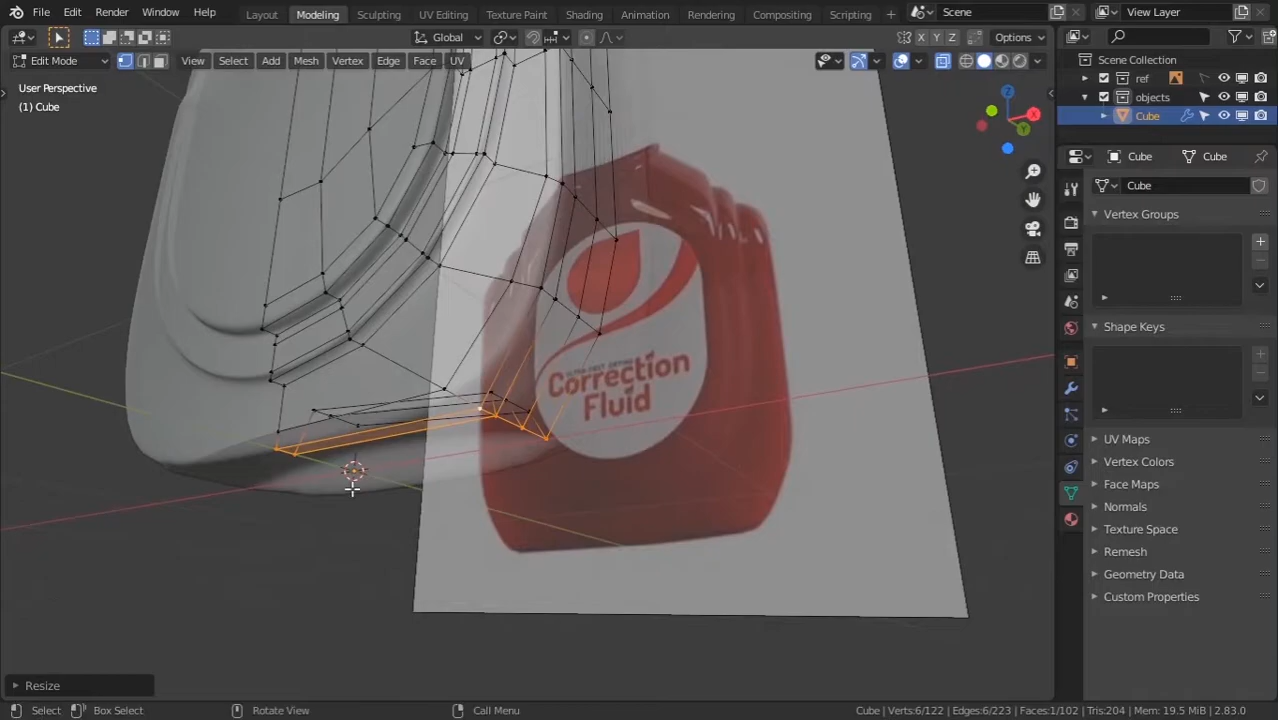 File Edit Render Window Help Layout Modeling Sculpting UV Editing Texture Paint Shading Animation Rendering Compositing Scripting + Scene View Layer
Global X Y Z Options
Edit Mode View Select Add Mesh Vertex Edge Face UV
User Perspective
(1) Cube
Z
X
Y
Scene Collection
ref
objects
Cube
Cube Cube
Cube
Vertex Groups
Shape Keys
UV Maps
Vertex Colors
Face Maps
Normals
Texture Space
Remesh
Geometry Data
Custom Properties
Correction
Fluid
Resize
Select Box Select Rotate View Call Menu Cube | Verts:6/122 | Edges:6/223 | Faces:1/102 | Tris:204 | Mem: 19.5 MiB | 2.83.0